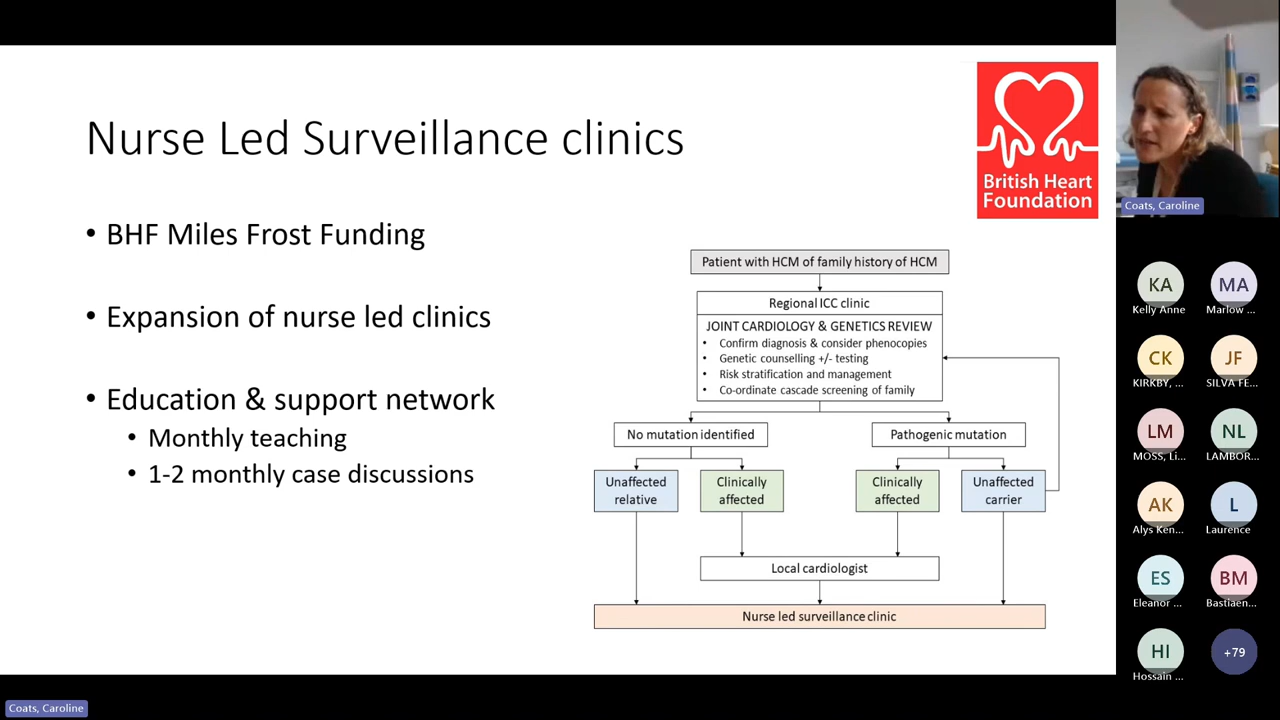 Nurse Led Surveillance clinics
British Heart
Foundation
• BHF Miles Frost Funding
• Expansion of nurse led clinics
• Education & support network
• Monthly teaching
• 1-2 monthly case discussions
Patient with HCM of family history of HCM
Regional ICC clinic
JOINT CARDIOLOGY & GENETICS REVIEW
• Confirm diagnosis & consider phenocopies
• Genetic counselling +/- testing
• Risk stratification and management
• Co-ordinate cascade screening of family
No mutation identified
Pathogenic mutation
Unaffected
relative
Clinically
affected
Clinically
affected
Unaffected
carrier
Local cardiologist
Nurse led surveillance clinic
Coats, Caroline
KA
Kelly Anne
MA
Marlow ...
CK
KIRKBY, ...
JF
SILVA FE...
LM
MOSS, Li...
NL
LAMBOR...
AK
Alys Ken...
L
Laurence
ES
Eleanor ...
BM
Bastiaen...
HI
Hossain ...
+79
Coats, Caroline